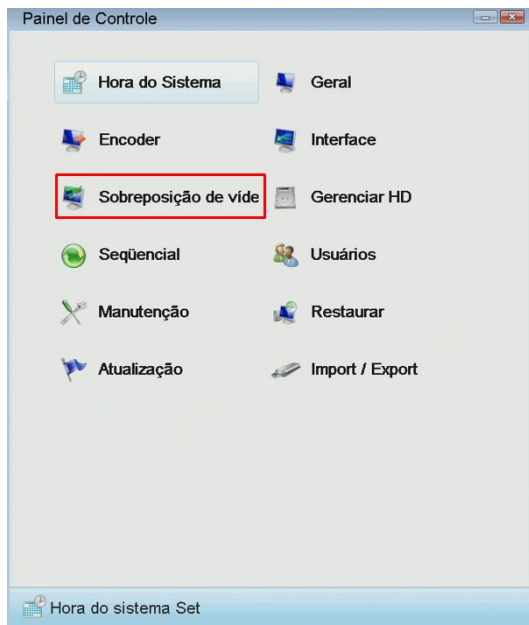 Painel de Controle
Hora do Sistema Geral
Encoder Interface
Sobreposição de víde Gerenciar HD
Seqüencial Usuários
Manutenção Restaurar
Atualização Import / Export
Hora do sistema Set